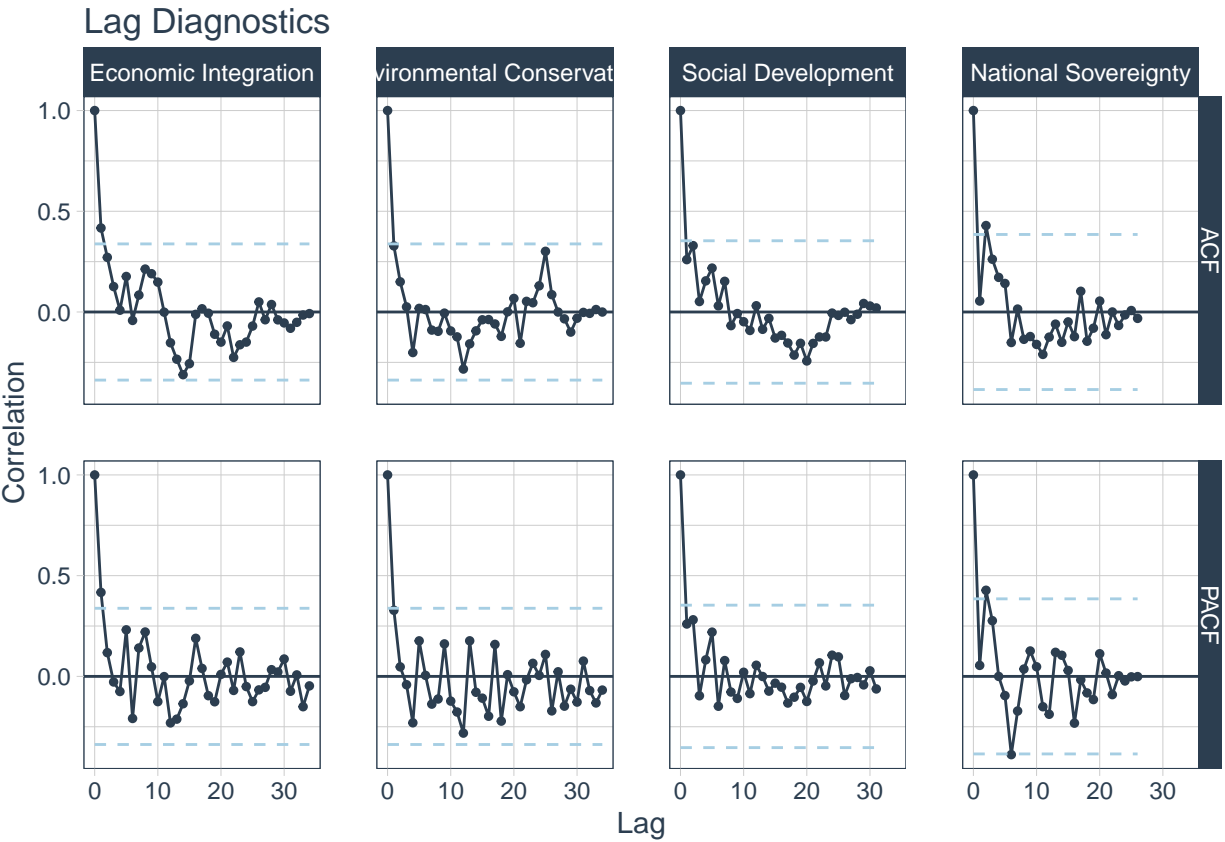 Lag Diagnostics
Economic Integration
vironmental Conservat
Social Development
National Sovereignty
1.0
0.5
0.0
ACF
Correlation
1.0
0.5
0.0
PACF
0 10 20 30
0 10 20 30
0 10 20 30
0 10 20 30
Lag